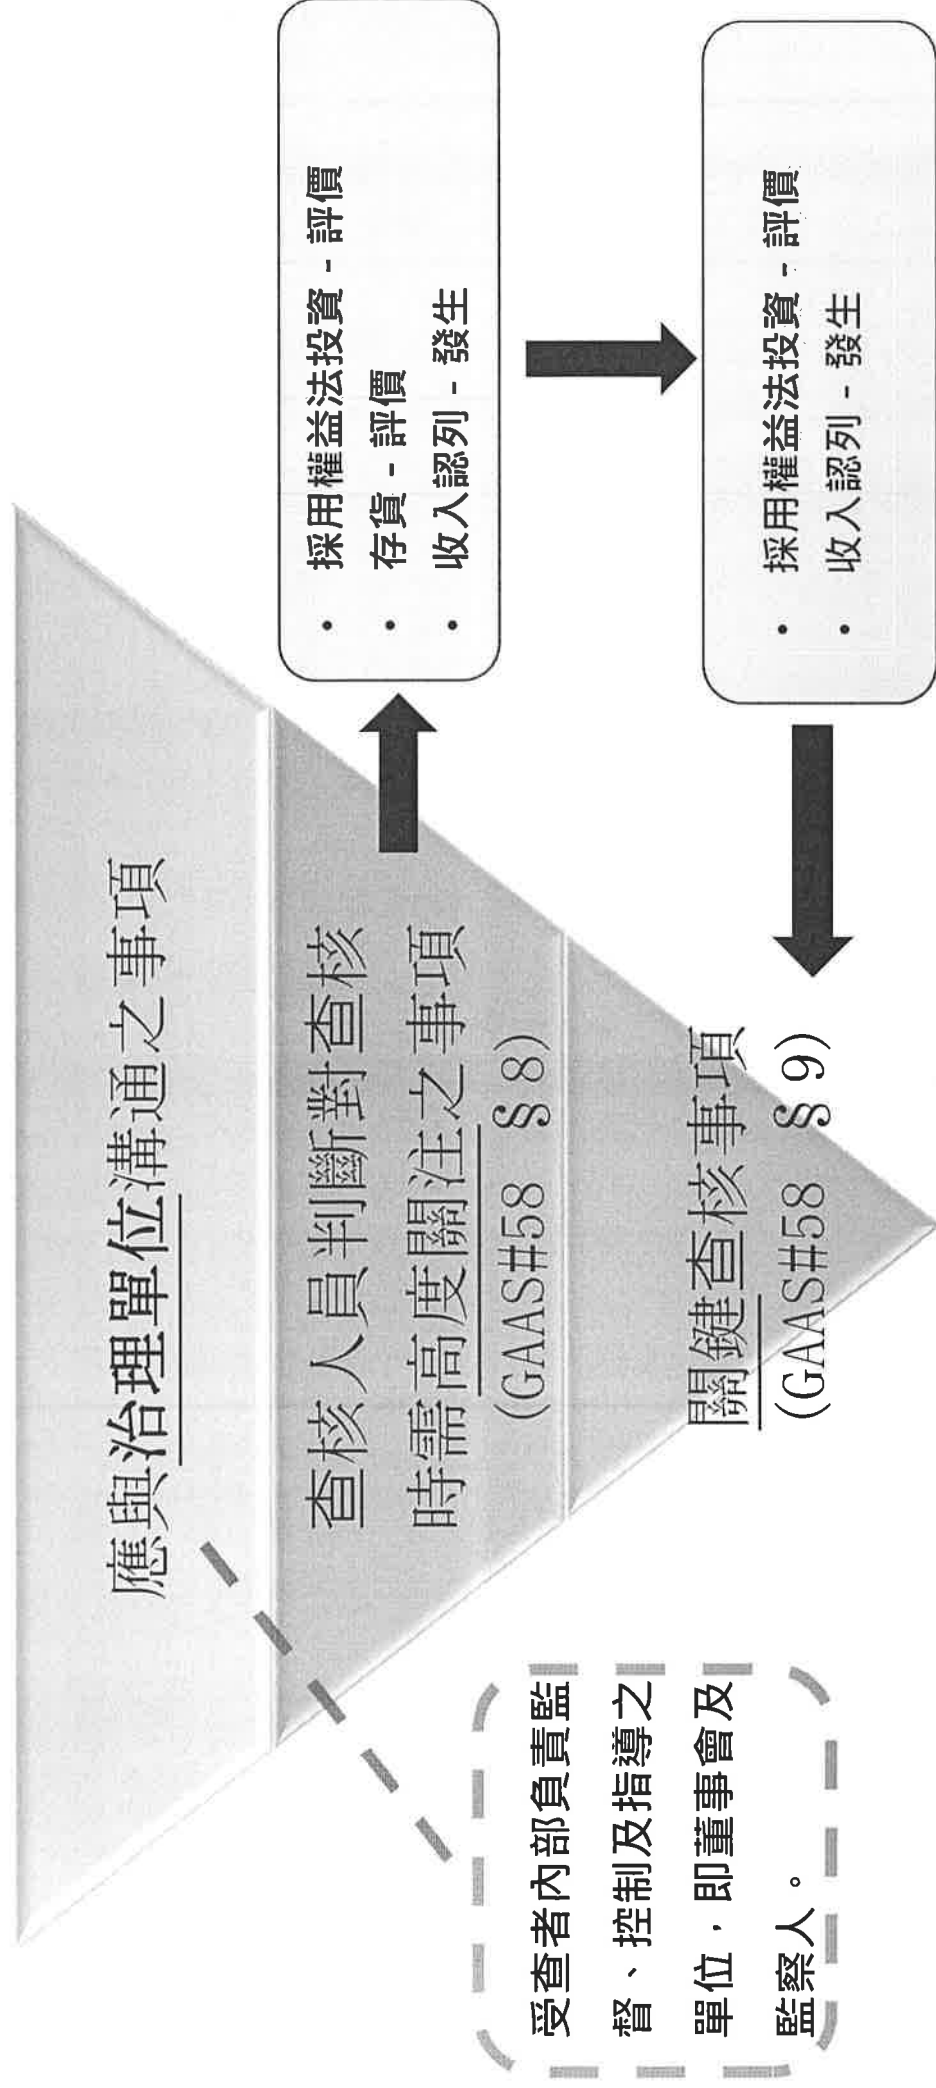 應與治理單位溝通之事項
查核人員判斷對查核
時需高度關注之事項
(GAAS#58 §8)
關鍵查核事項
(GAAS#58 §9)
• 採用權益法投資 - 評價
• 存貨 - 評價
• 收入認列 - 發生
• 採用權益法投資 - 評價
• 收入認列 - 發生
受查者內部負責監
督、控制及指導之
單位，即董事會及
監察人。